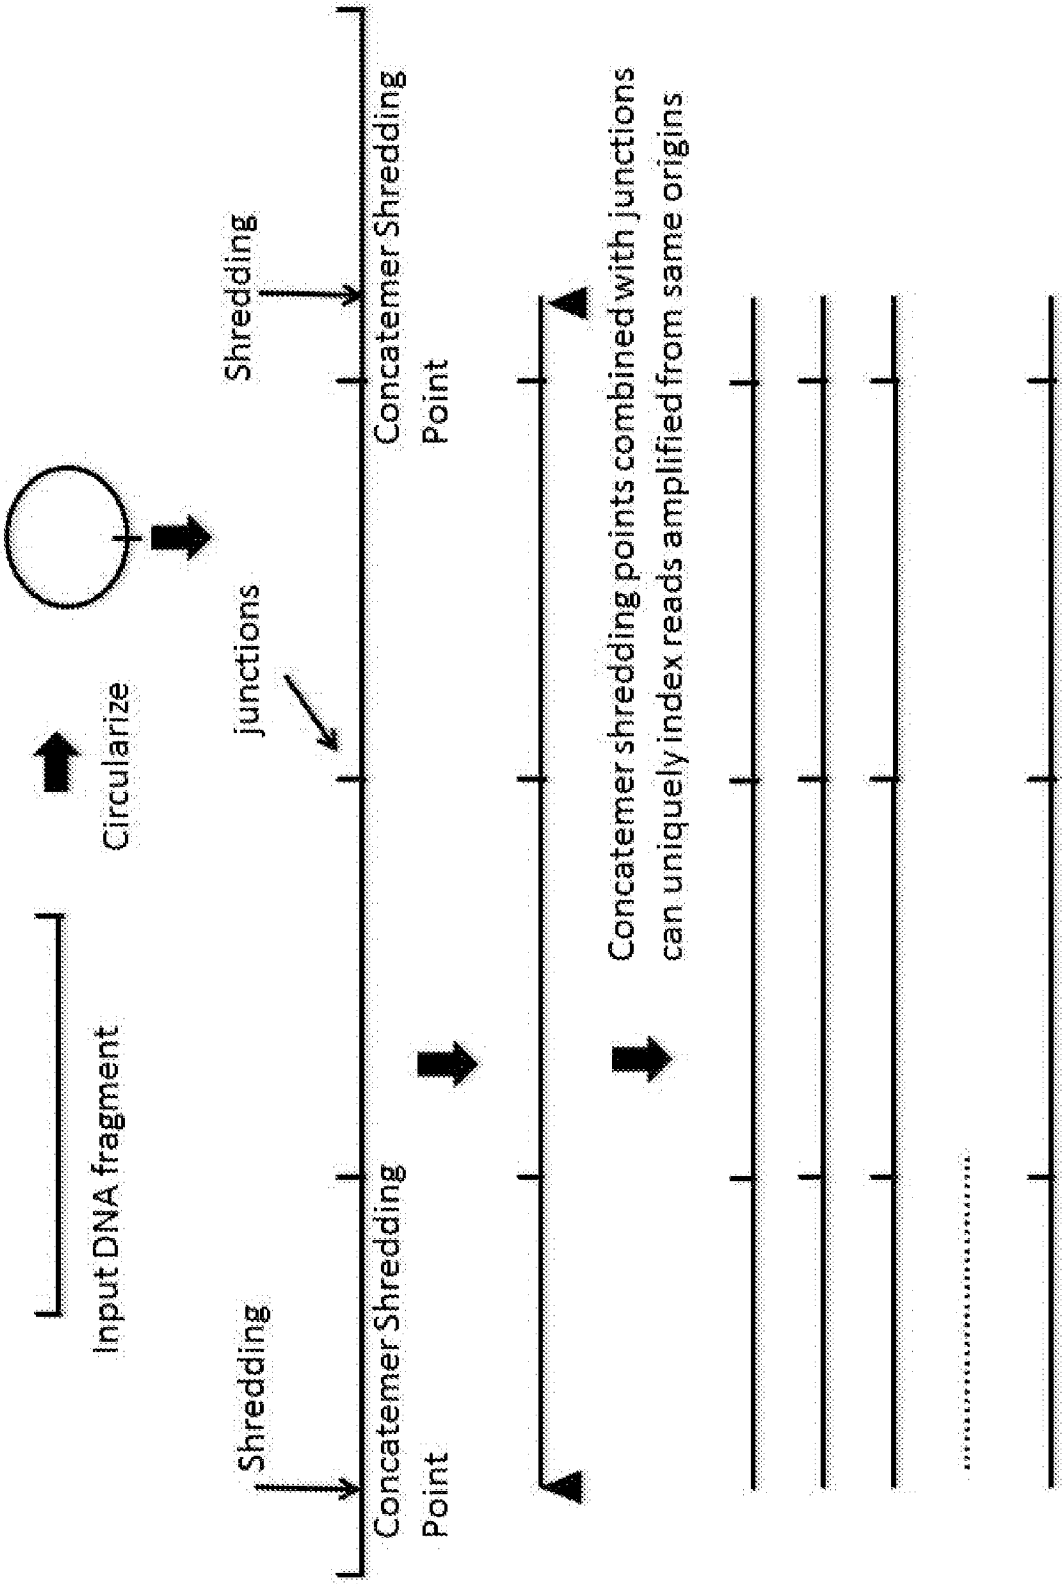 Input DNA fragment
Circularize
Shredding
junctions
Shredding
Concatemer Shredding
Point
Concatemer Shredding
Point
Concatemer shredding points combined with junctions
can uniquely index reads amplified from same origins